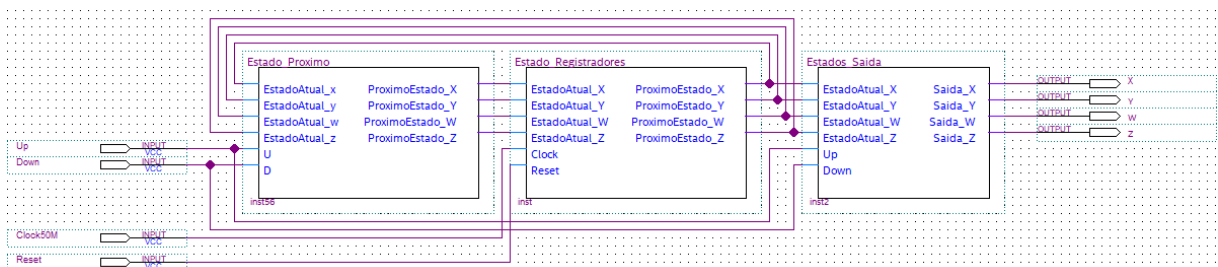 Estado_Proximo
EstadoAtual_x ProximoEstado_X
EstadoAtual_y ProximoEstado_Y
EstadoAtual_w ProximoEstado_W
EstadoAtual_z ProximoEstado_Z
U
D
inst56
Estado_Registradores
EstadoAtual_X ProximoEstado_X
EstadoAtual_Y ProximoEstado_Y
EstadoAtual_W ProximoEstado_W
EstadoAtual_Z ProximoEstado_Z
Clock
Reset
inst
Estados_Saida
EstadoAtual_X Saida_X
EstadoAtual_Y Saida_Y
EstadoAtual_W Saida_W
EstadoAtual_Z Saida_Z
Up
Down
inst2
OUTPUT X
OUTPUT Y
OUTPUT W
OUTPUT Z
Up INPUT
VCC
Down INPUT
VCC
Clock50M INPUT
VCC
Reset INPUT
VCC